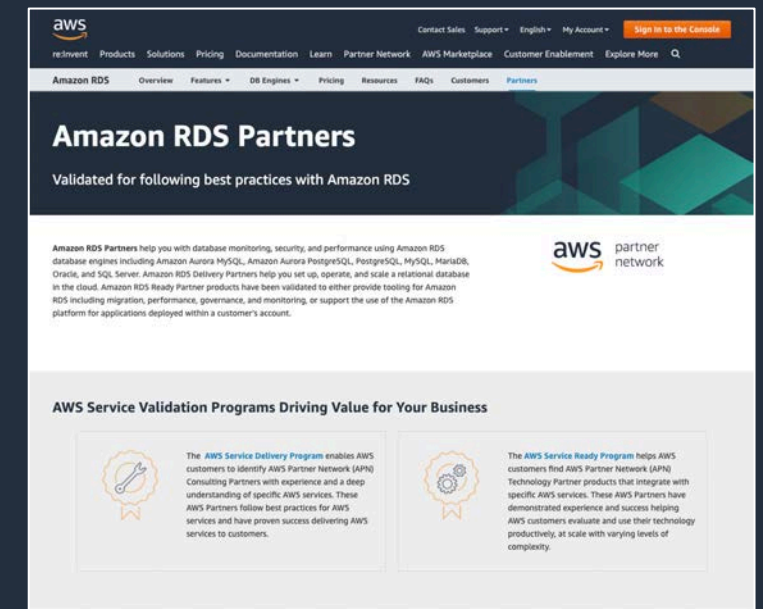 aws
Contact Sales Support English My Account Sign In to the Console
re:Invent Products Solutions Pricing Documentation Learn Partner Network AWS Marketplace Customer Enablement Explore More
Amazon RDS Overview Features DB Engines Pricing Resources FAQs Customers Partners
Amazon RDS Partners
Validated for following best practices with Amazon RDS
Amazon RDS Partners help you with database monitoring, security, and performance using Amazon RDS
database engines including Amazon Aurora MySQL, Amazon Aurora PostgreSQL, PostgreSQL, MySQL, MariaDB,
Oracle, and SQL Server. Amazon RDS Delivery Partners help you set up, operate, and scale a relational database
in the cloud. Amazon RDS Ready Partner products have been validated to either provide tooling for Amazon
RDS including migration, performance, governance, and monitoring, or support the use of the Amazon RDS
platform for applications deployed within a customer's account.
aws partner
network
AWS Service Validation Programs Driving Value for Your Business
The AWS Service Delivery Program enables AWS
customers to identify AWS Partner Network (APN)
Consulting Partners with experience and a deep
understanding of specific AWS services. These
AWS Partners follow best practices for AWS
services and have proven success delivering AWS
services to customers.
The AWS Service Ready Program helps AWS
customers find AWS Partner Network (APN)
Technology Partner products that integrate with
specific AWS services. These AWS Partners have
demonstrated experience and success helping
AWS customers evaluate and use their technology
productively, at scale with varying levels of
complexity.